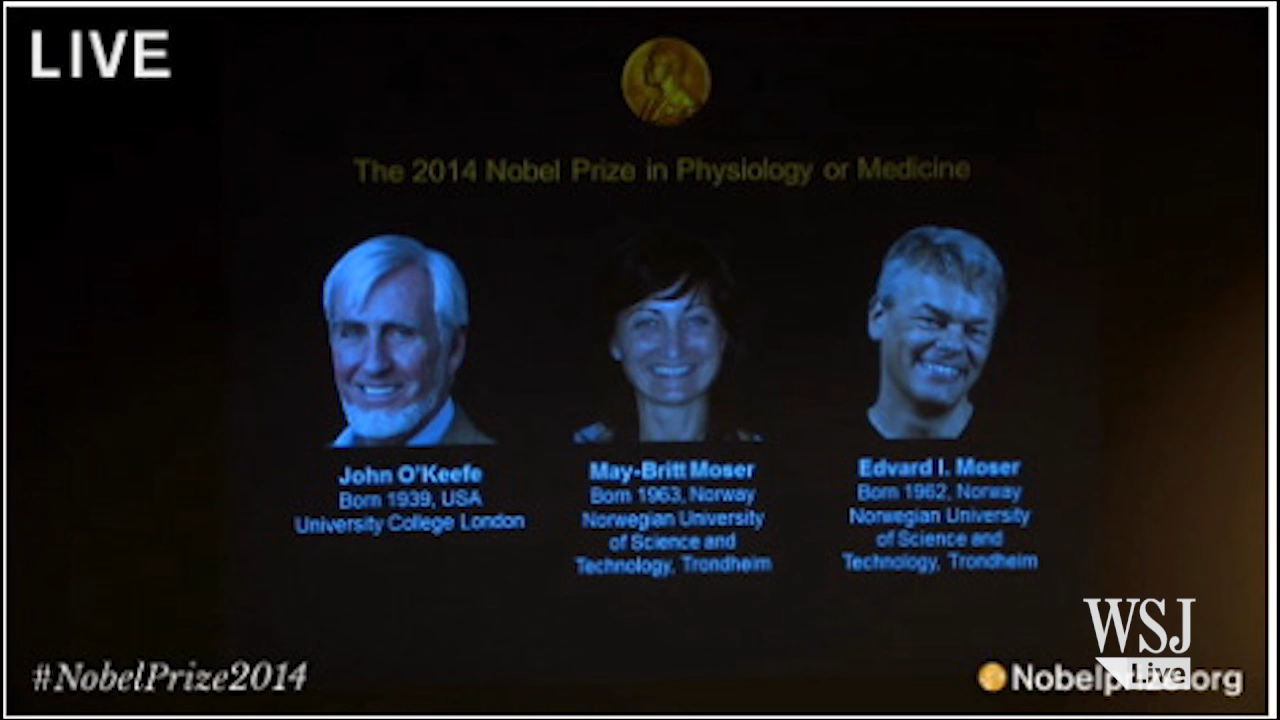 LIVE
The 2014 Nobel Prize in Physiology or Medicine
John O'Keefe
Born 1939, USA
University College London
May-Britt Moser
Born 1963, Norway
Norwegian University
of Science and
Technology, Trondheim
Edvard I. Moser
Born 1962, Norway
Norwegian University
of Science and
Technology, Trondheim
#NobelPrize2014
WSJ
Live
Nobelprize.org